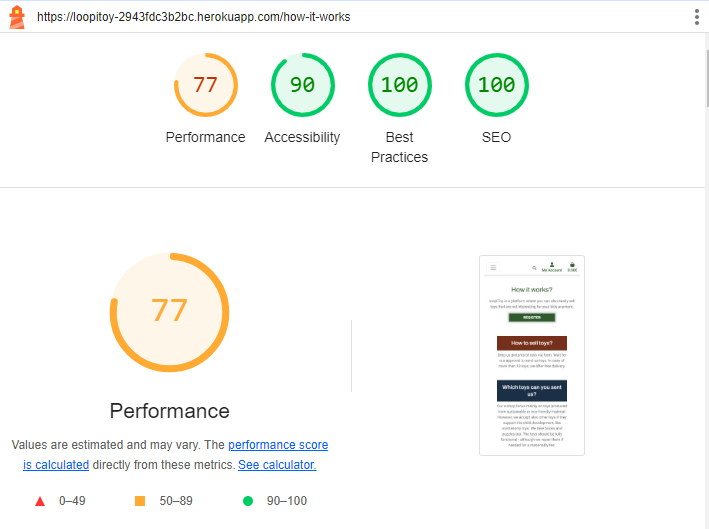 https://loopitoy-2943fdc3b2bc.herokuapp.com/how-it-works
77
90
100
100
Performance
Accessibility
Best
Practices
SEO
77
Performance
Values are estimated and may vary. The performance score
is calculated directly from these metrics. See calculator.
0–49
50–89
90–100
My Account
0.00€
How it works?
REGISTER
How to sell toys?
Which toys can you sent
us?